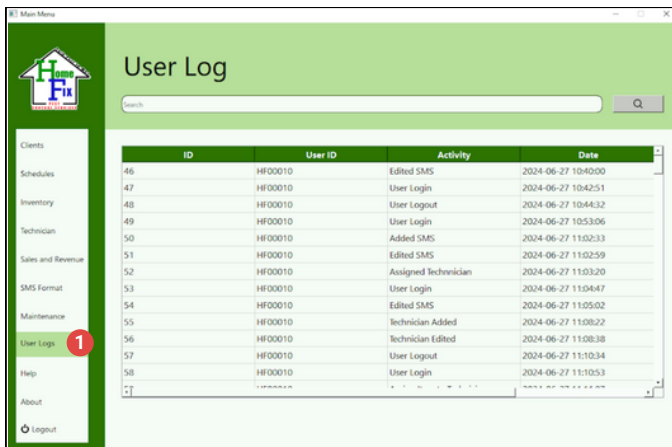 Main Menu
Home
Fix
PEST
CONTROL SERVICES
User Log
Search
Clients
Schedules
Inventory
Technician
Sales and Revenue
SMS Format
Maintenance
User Logs 1
Help
About
Logout
ID User ID Activity Date
46 HF00010 Edited SMS 2024-06-27 10:40:00
47 HF00010 User Login 2024-06-27 10:42:51
48 HF00010 User Logout 2024-06-27 10:44:32
49 HF00010 User Login 2024-06-27 10:53:06
50 HF00010 Added SMS 2024-06-27 11:02:33
51 HF00010 Edited SMS 2024-06-27 11:02:59
52 HF00010 Assigned Technnician 2024-06-27 11:03:20
53 HF00010 User Login 2024-06-27 11:04:47
54 HF00010 Edited SMS 2024-06-27 11:05:02
55 HF00010 Technician Added 2024-06-27 11:08:22
56 HF00010 Technician Edited 2024-06-27 11:08:38
57 HF00010 User Logout 2024-06-27 11:10:34
58 HF00010 User Login 2024-06-27 11:10:53